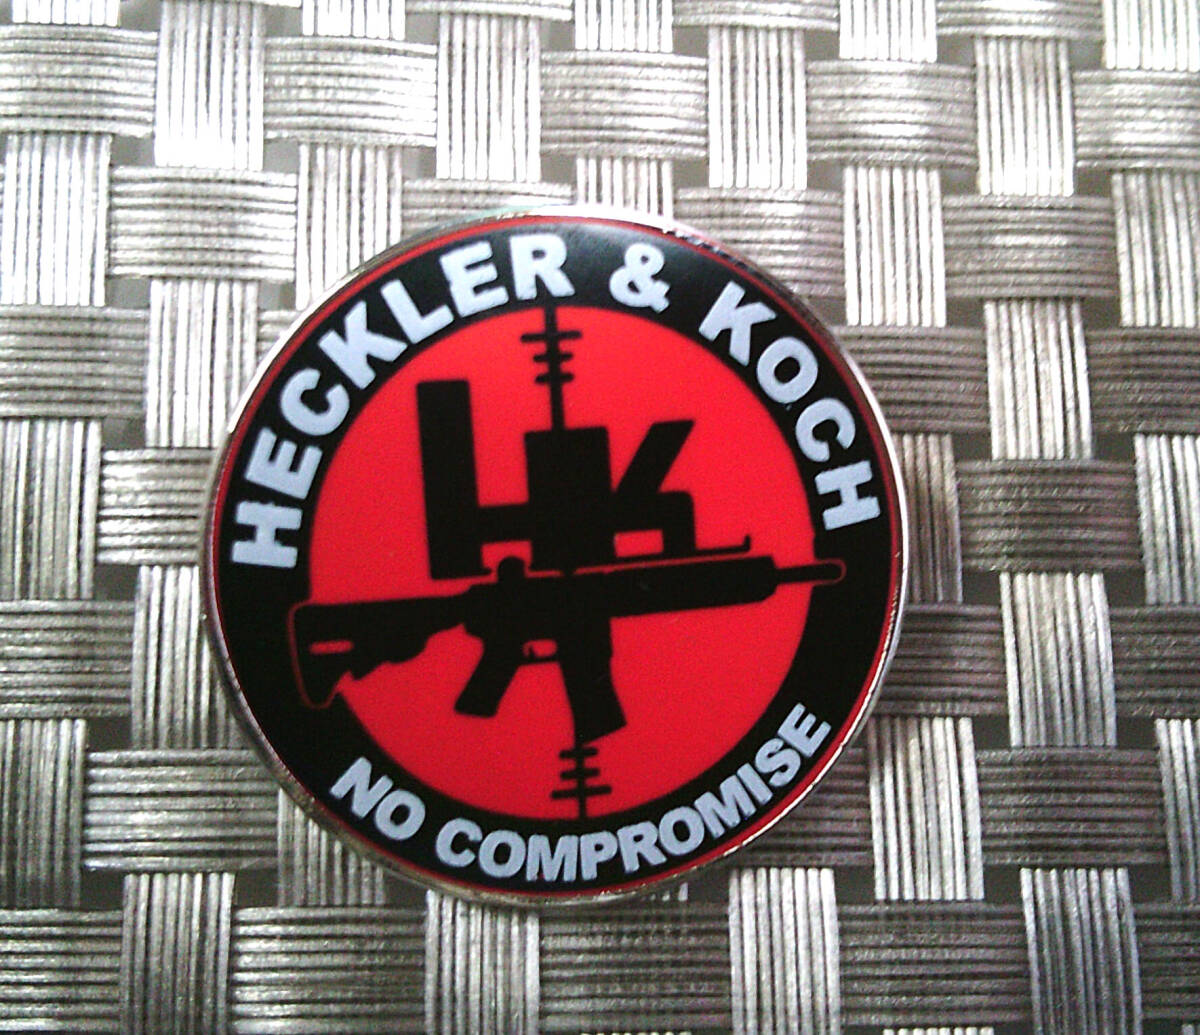 HECKLER & KOCH
HK
NO COMPROMISE